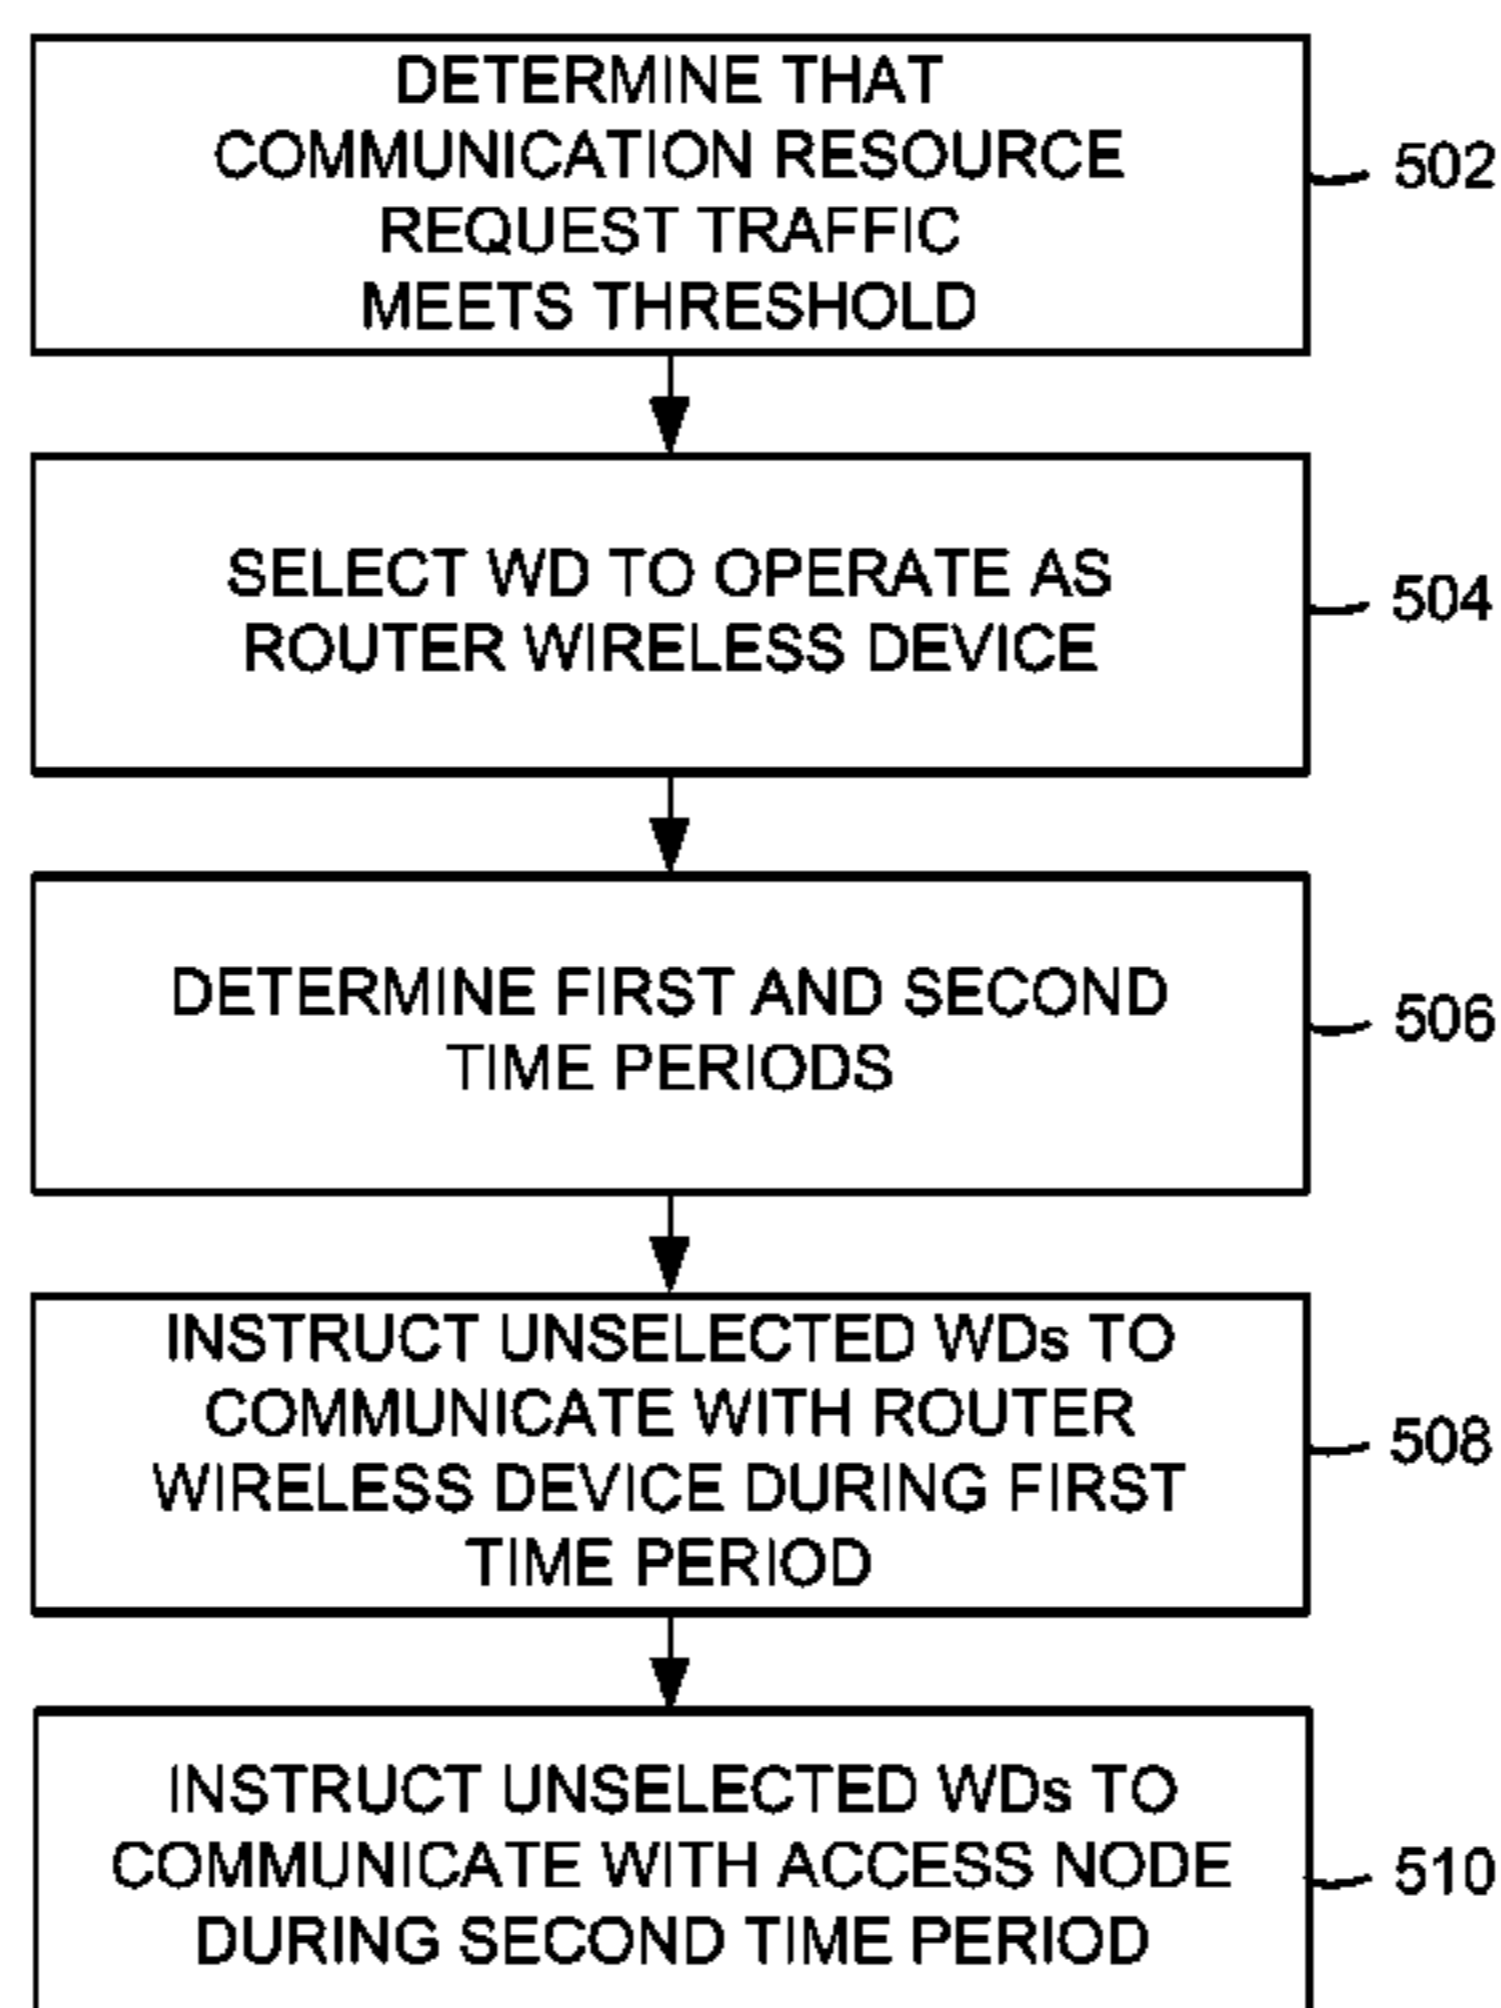 DETERMINE THAT
COMMUNICATION RESOURCE
REQUEST TRAFFIC
MEETS THRESHOLD
502
SELECT WD TO OPERATE AS
ROUTER WIRELESS DEVICE
504
DETERMINE FIRST AND SECOND
TIME PERIODS
506
INSTRUCT UNSELECTED WDs TO
COMMUNICATE WITH ROUTER
WIRELESS DEVICE DURING FIRST
TIME PERIOD
508
INSTRUCT UNSELECTED WDs TO
COMMUNICATE WITH ACCESS NODE
DURING SECOND TIME PERIOD
510